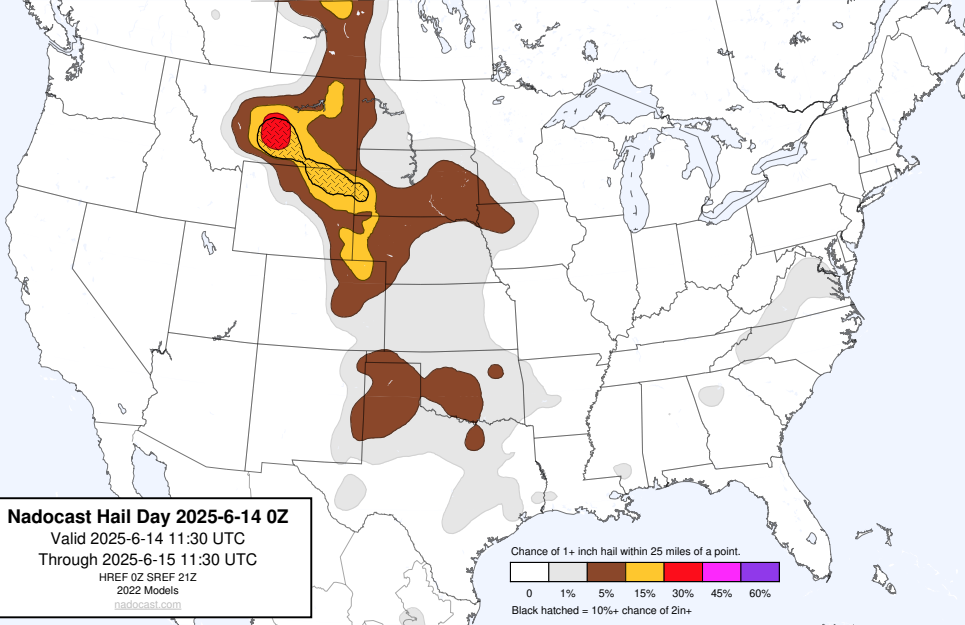 Nadocast Hail Day 2025-6-14 0Z
Valid 2025-6-14 11:30 UTC
Through 2025-6-15 11:30 UTC
HREF 0Z SREF 21Z
2022 Models
nadocast.com
Chance of 1+ inch hail within 25 miles of a point.
0 1% 5% 15% 30% 45% 60%
Black hatched = 10%+ chance of 2in+